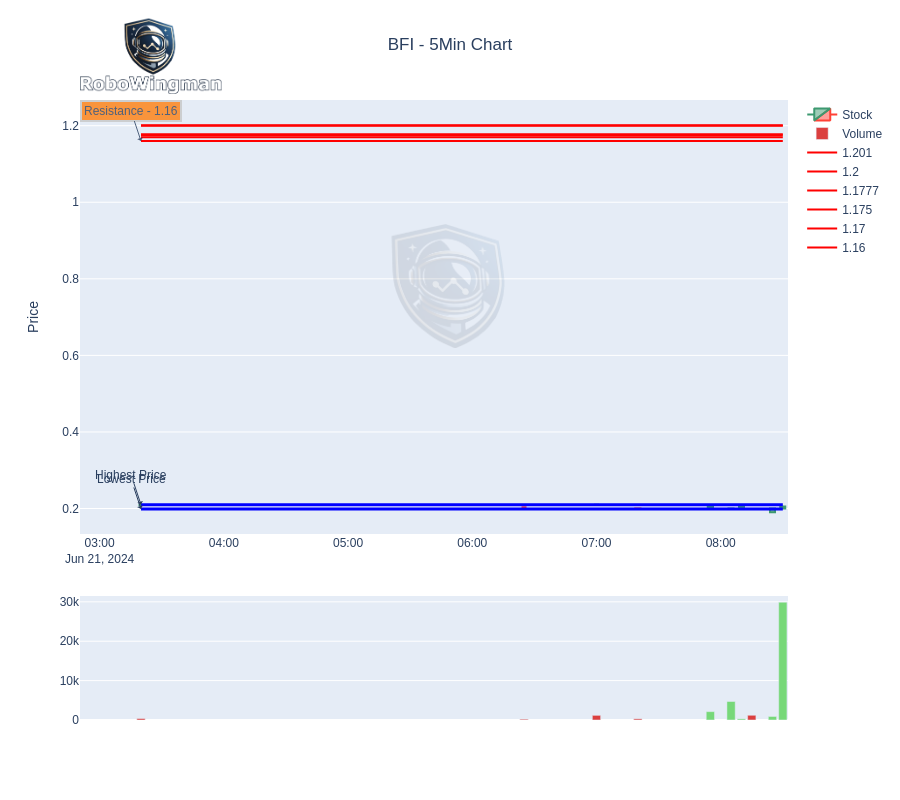 BFI - 5Min Chart
RoboWingman
Resistance - 1.16
1.2
1
0.8
0.6
0.4
0.2
Price
Highest Price
Lowest Price
03:00
04:00
05:00
06:00
07:00
08:00
Jun 21, 2024
30k
20k
10k
0
Stock
Volume
1.201
1.2
1.1777
1.175
1.17
1.16